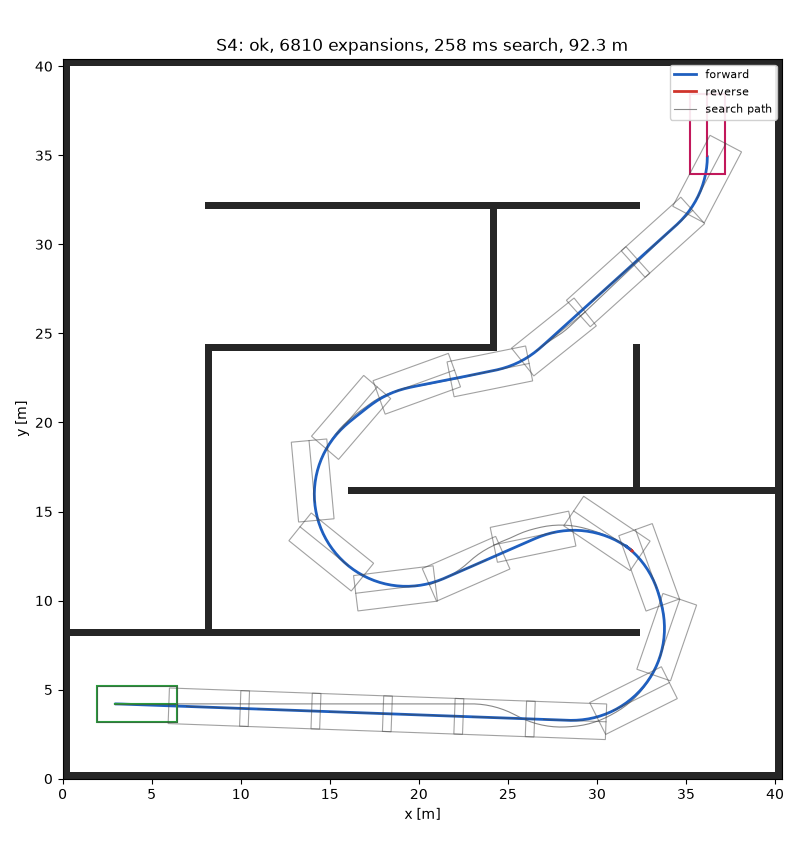 S4: ok, 6810 expansions, 258 ms search, 92.3 m
forward
reverse
search path
40
35
30
25
20
15
10
5
0
y [m]
0 5 10 15 20 25 30 35 40
x [m]